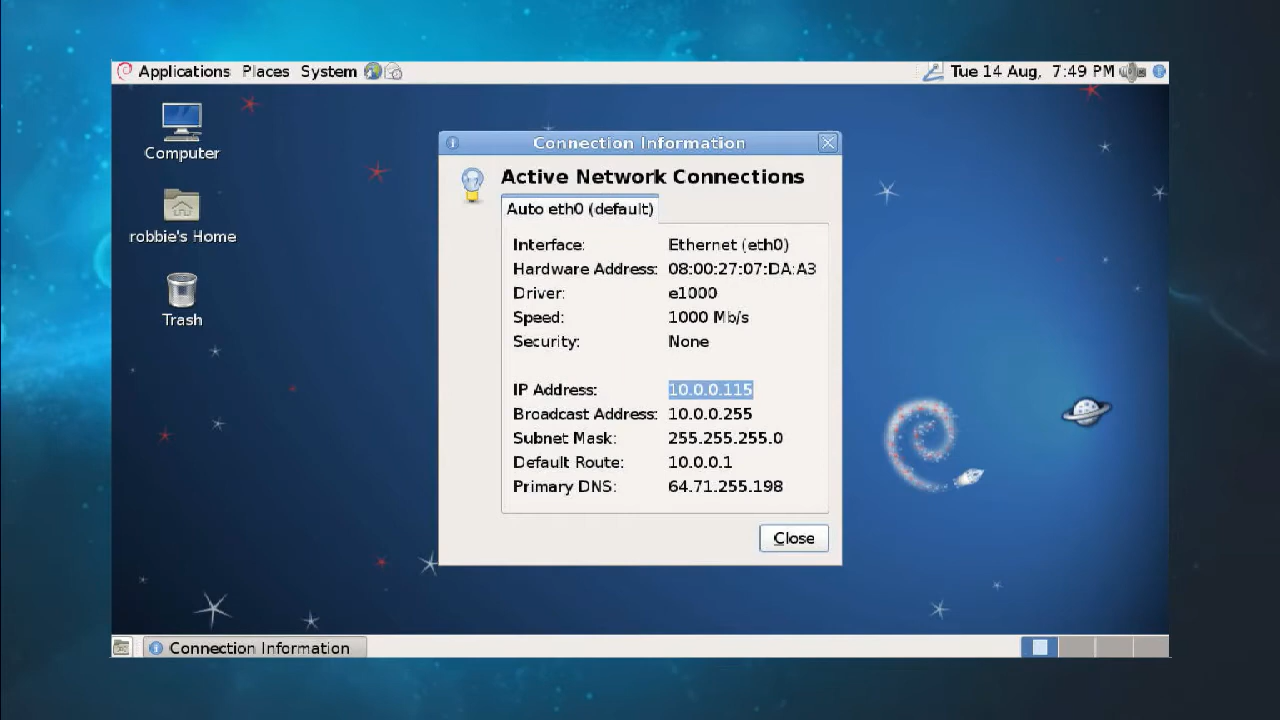 Applications Places System
Tue 14 Aug, 7:49 PM
Computer
robbie's Home
Trash
Connection Information
Active Network Connections
Auto eth0 (default)
Interface: Ethernet (eth0)
Hardware Address: 08:00:27:07:DA:A3
Driver: e1000
Speed: 1000 Mb/s
Security: None
IP Address: 10.0.0.115
Broadcast Address: 10.0.0.255
Subnet Mask: 255.255.255.0
Default Route: 10.0.0.1
Primary DNS: 64.71.255.198
Close
Connection Information